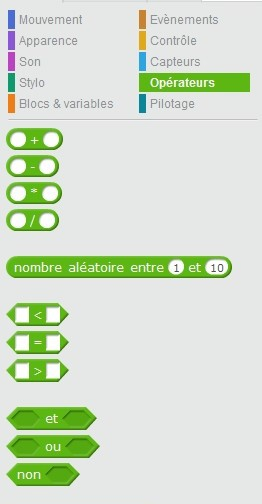 Mouvement Evènements
Apparence Contrôle
Son Capteurs
Stylo Opérateurs
Blocs & variables Pilotage
+
-
*
/
nombre aléatoire entre 1 et 10
<
=
>
et
ou
non